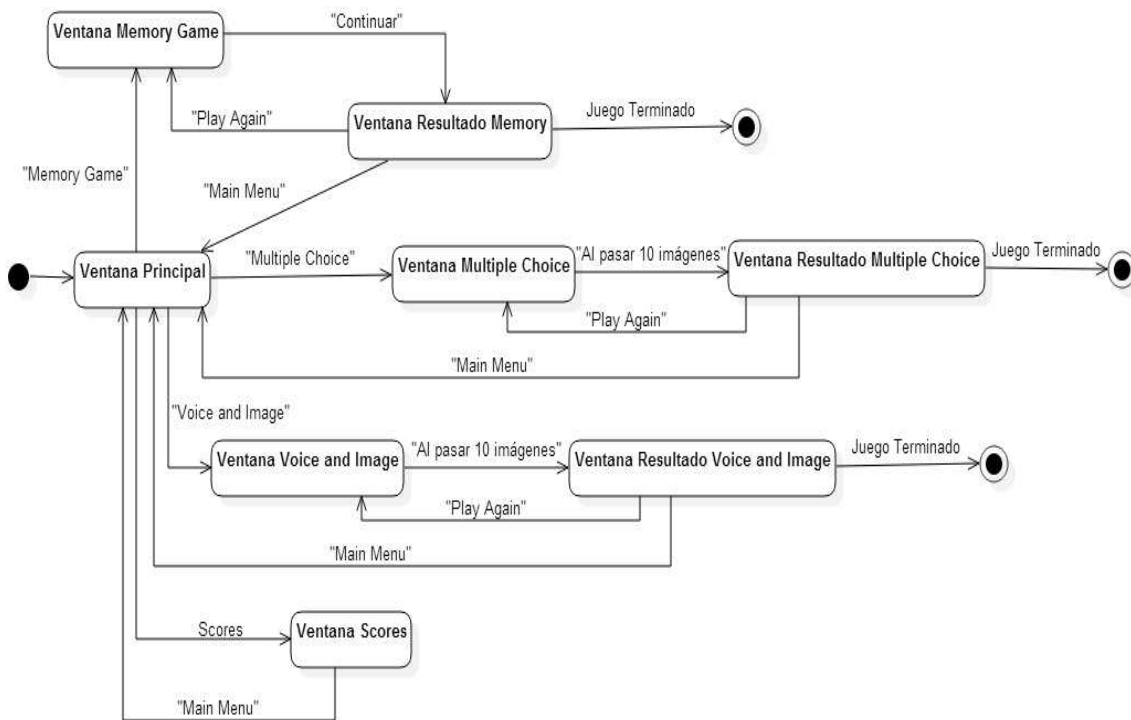 "Continuar"
Ventana Memory Game
"Play Again"
Ventana Resultado Memory
Juego Terminado
"Memory Game"
"Main Menu"
Ventana Principal
"Multiple Choice"
Ventana Multiple Choice
"Al pasar 10 imágenes"
Ventana Resultado Multiple Choice
Juego Terminado
"Play Again"
"Main Menu"
"Voice and Image"
Ventana Voice and Image
"Al pasar 10 imágenes"
Ventana Resultado Voice and Image
Juego Terminado
"Play Again"
"Main Menu"
Scores
Ventana Scores
"Main Menu"